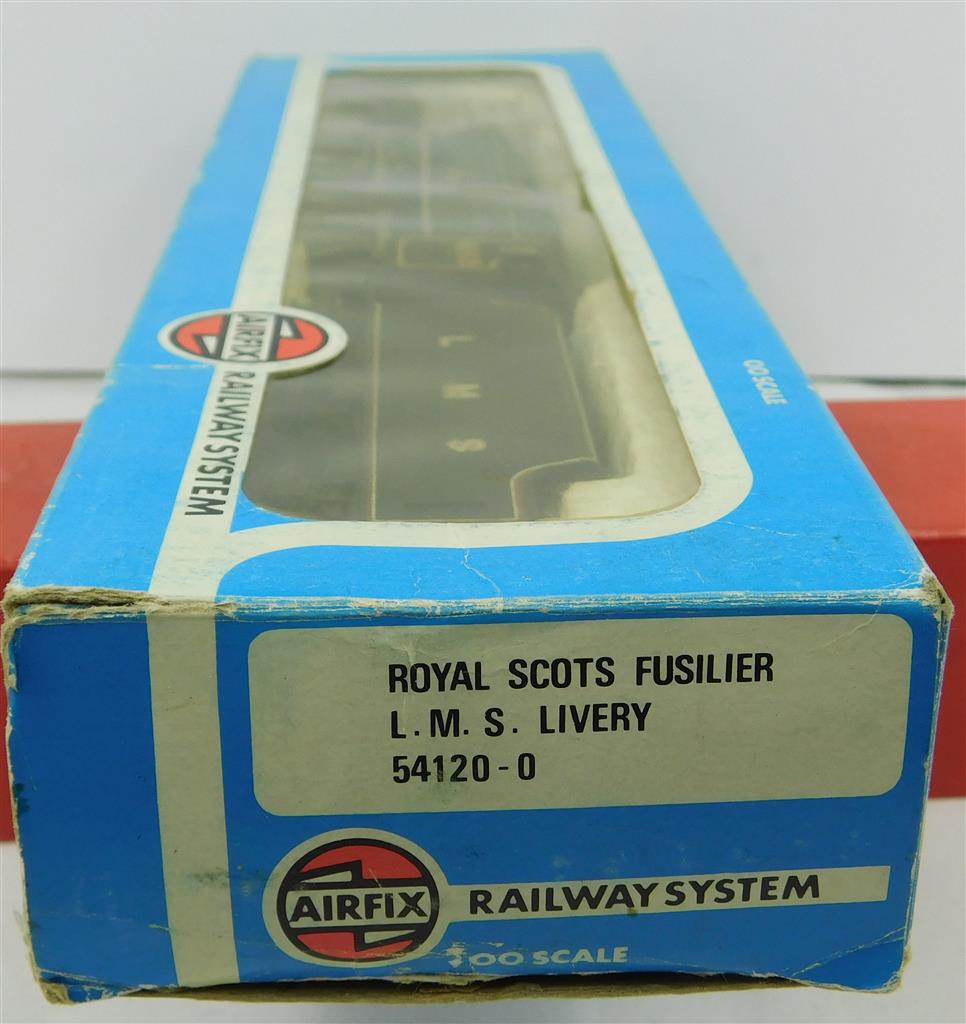 AIRFIX RAILWAY SYSTEM
OO SCALE
L M S
ROYAL SCOTS FUSILIER
L.M.S. LIVERY
54120-0
AIRFIX RAILWAY SYSTEM
OO SCALE